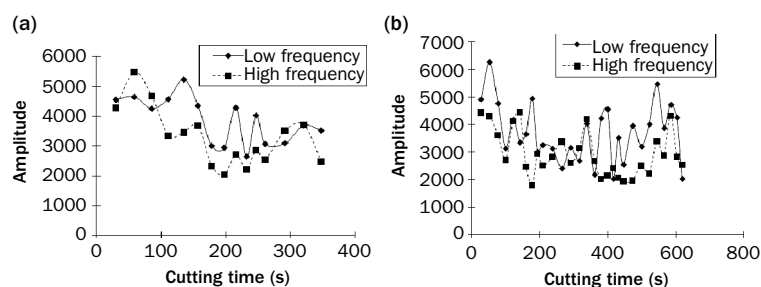 (a)
Low frequency
High frequency
6000
5000
4000
3000
2000
1000
0
Amplitude
0 100 200 300 400
Cutting time (s)
(b)
Low frequency
High frequency
7000
6000
5000
4000
3000
2000
1000
0
Amplitude
0 200 400 600 800
Cutting time (s)